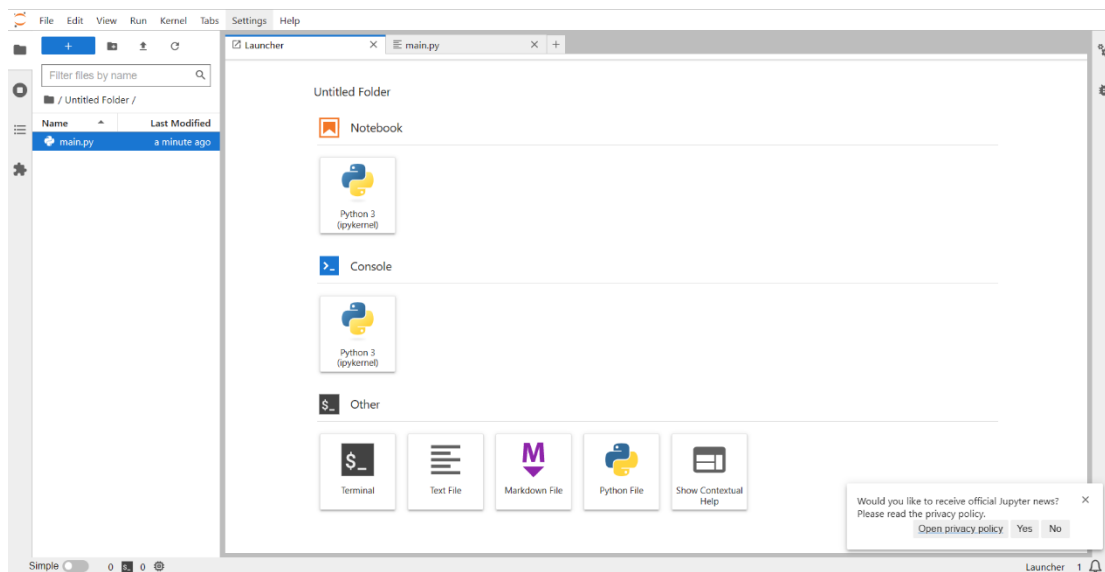 File Edit View Run Kernel Tabs Settings Help
+
Filter files by name
/ Untitled Folder /
Name Last Modified
main.py a minute ago
Launcher × main.py × +
Untitled Folder
Notebook
Python 3
(ipykernel)
>_ Console
Python 3
(ipykernel)
$_ Other
$_
Terminal
Text File
M
Markdown File
Python File
Show Contextual
Help
Would you like to receive official Jupyter news? ×
Please read the privacy policy.
Open privacy policy Yes No
Simple 0 $_ 0 Launcher 1